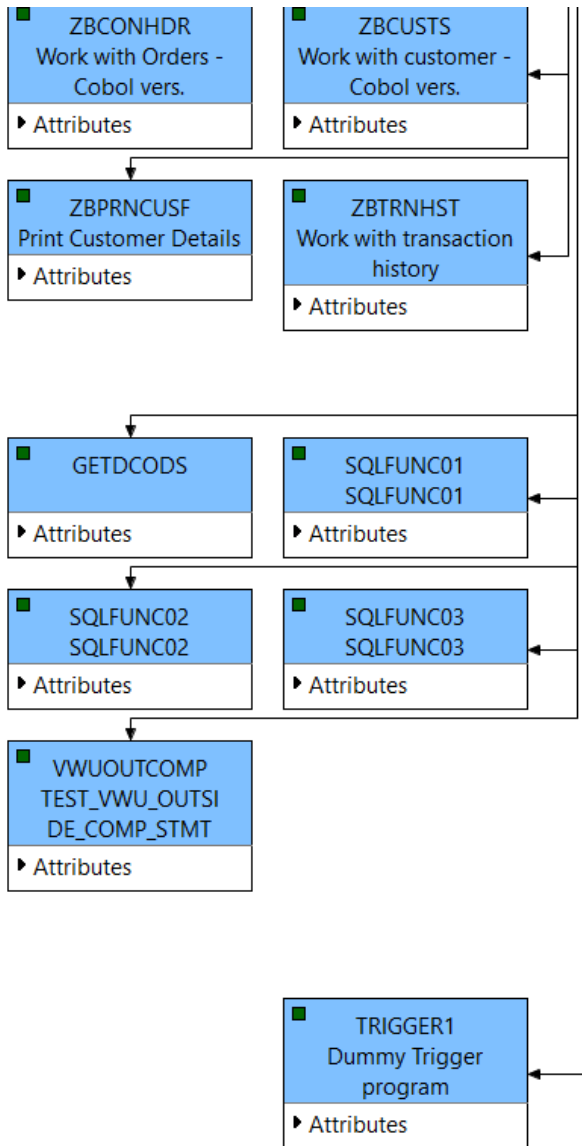 ZBCONHDR
Work with Orders -
Cobol vers.
Attributes
ZBCUSTS
Work with customer -
Cobol vers.
Attributes
ZBPRNCUSF
Print Customer Details
Attributes
ZBTRNHST
Work with transaction
history
Attributes
GETDCODS
Attributes
SQLFUNC01
SQLFUNC01
Attributes
SQLFUNC02
SQLFUNC02
Attributes
SQLFUNC03
SQLFUNC03
Attributes
VWUOUTCOMP
TEST_VWU_OUTSI
DE_COMP_STMT
Attributes
TRIGGER1
Dummy Trigger
program
Attributes